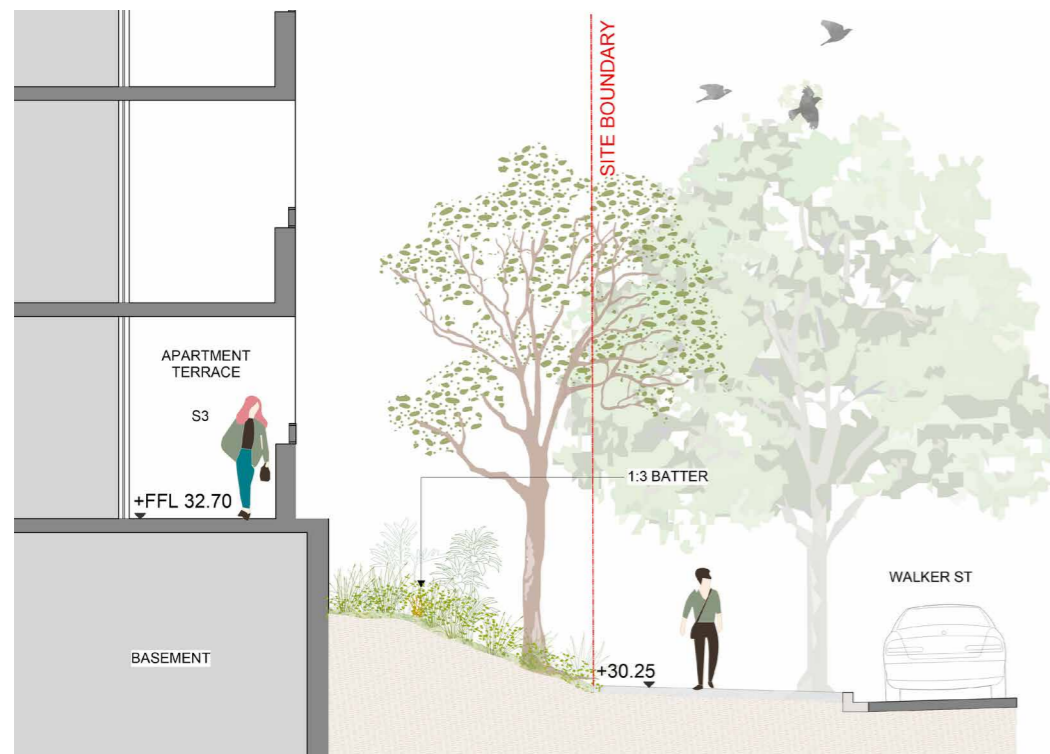 SITE BOUNDARY
APARTMENT
TERRACE
S3
1:3 BATTER
+FFL 32.70
WALKER ST
BASEMENT
+30.25